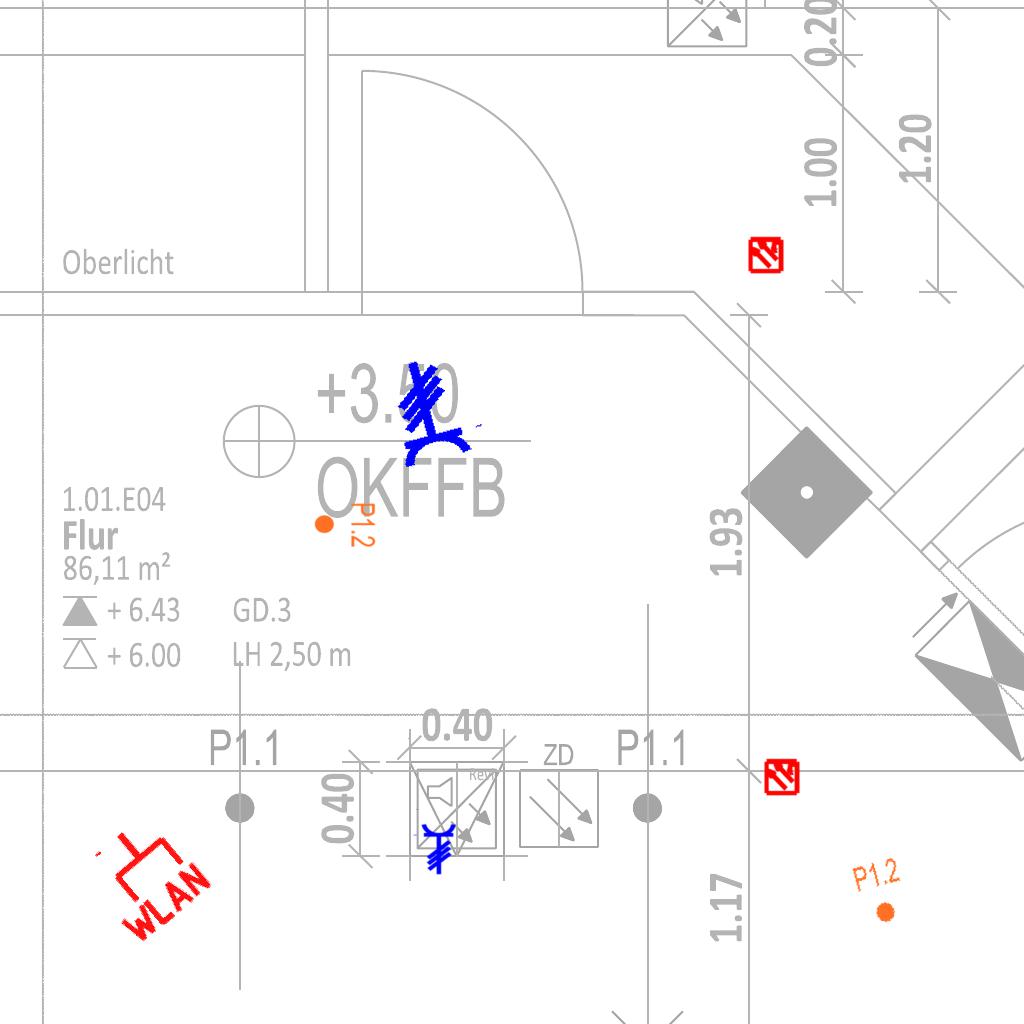 0.20
1.00
1.20
Oberlicht
+3.50
OKFFB
P1.2
1.01.E04
Flur
86,11 m²
+ 6.43 GD.3
+ 6.00 LH 2,50 m
1.93
P1.1
0.40
ZD
P1.1
0.40
Rev
WLAN
1.17
P1.2